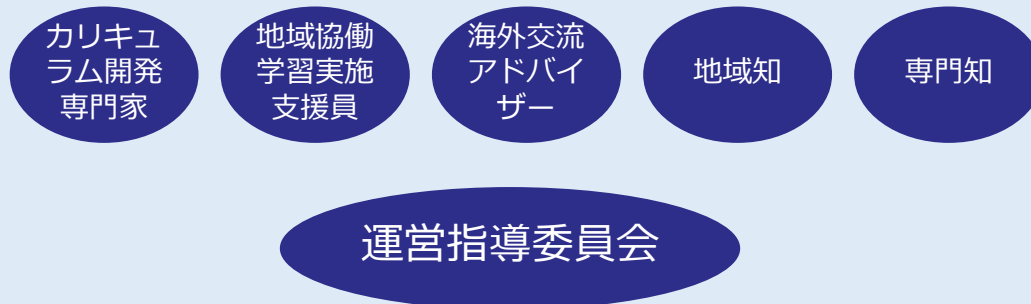 カリキュ
ラム開発
専門家
地域協働
学習実施
支援員
海外交流
アドバイ
ザー
地域知
専門知
運営指導委員会